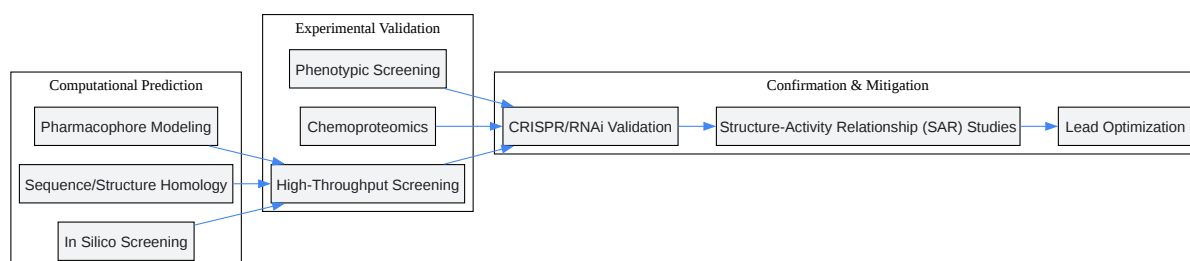 Computational Prediction
Pharmacophore Modeling
Sequence/Structure Homology
In Silico Screening
Experimental Validation
Phenotypic Screening
Chemoproteomics
High-Throughput Screening
Confirmation & Mitigation
CRISPR/RNAi Validation
Structure-Activity Relationship (SAR) Studies
Lead Optimization